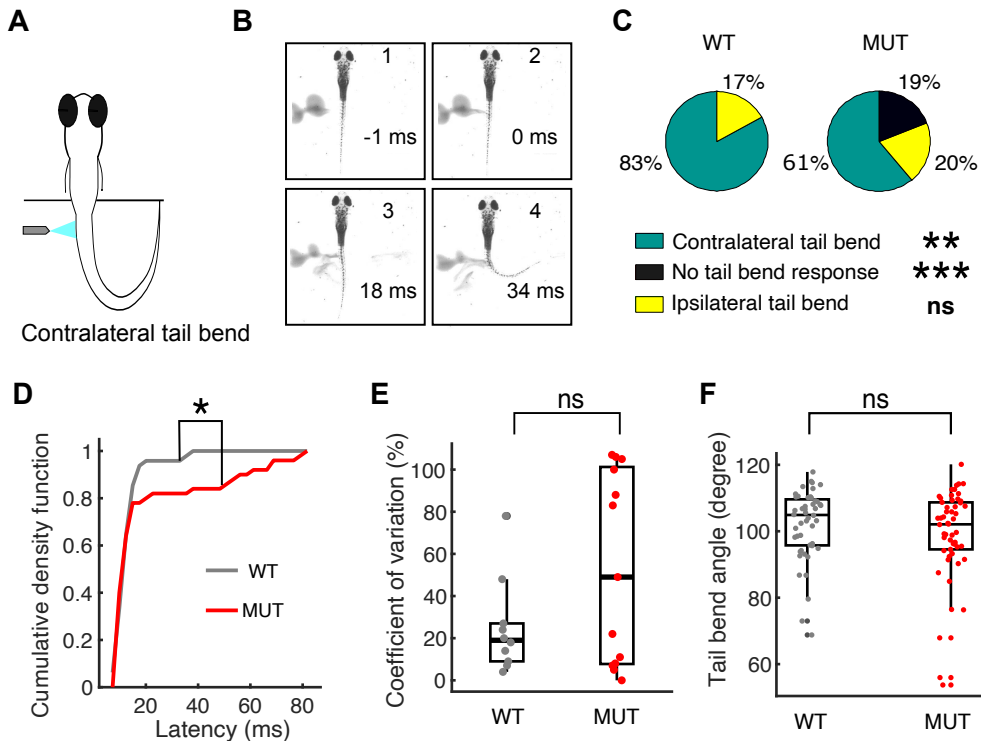 A
Contralateral tail bend
B
1
-1 ms
2
0 ms
3
18 ms
4
34 ms
C
WT
MUT
17%
83%
19%
61%
20%
Contralateral tail bend **
No tail bend response ***
Ipsilateral tail bend ns
D
*
Cumulative density function
1
0.8
0.6
0.4
0.2
0
WT
MUT
20
40
60
80
Latency (ms)
E
ns
Coefficient of variation (%)
100
80
60
40
20
0
WT
MUT
F
ns
Tail bend angle (degree)
120
100
80
60
WT
MUT